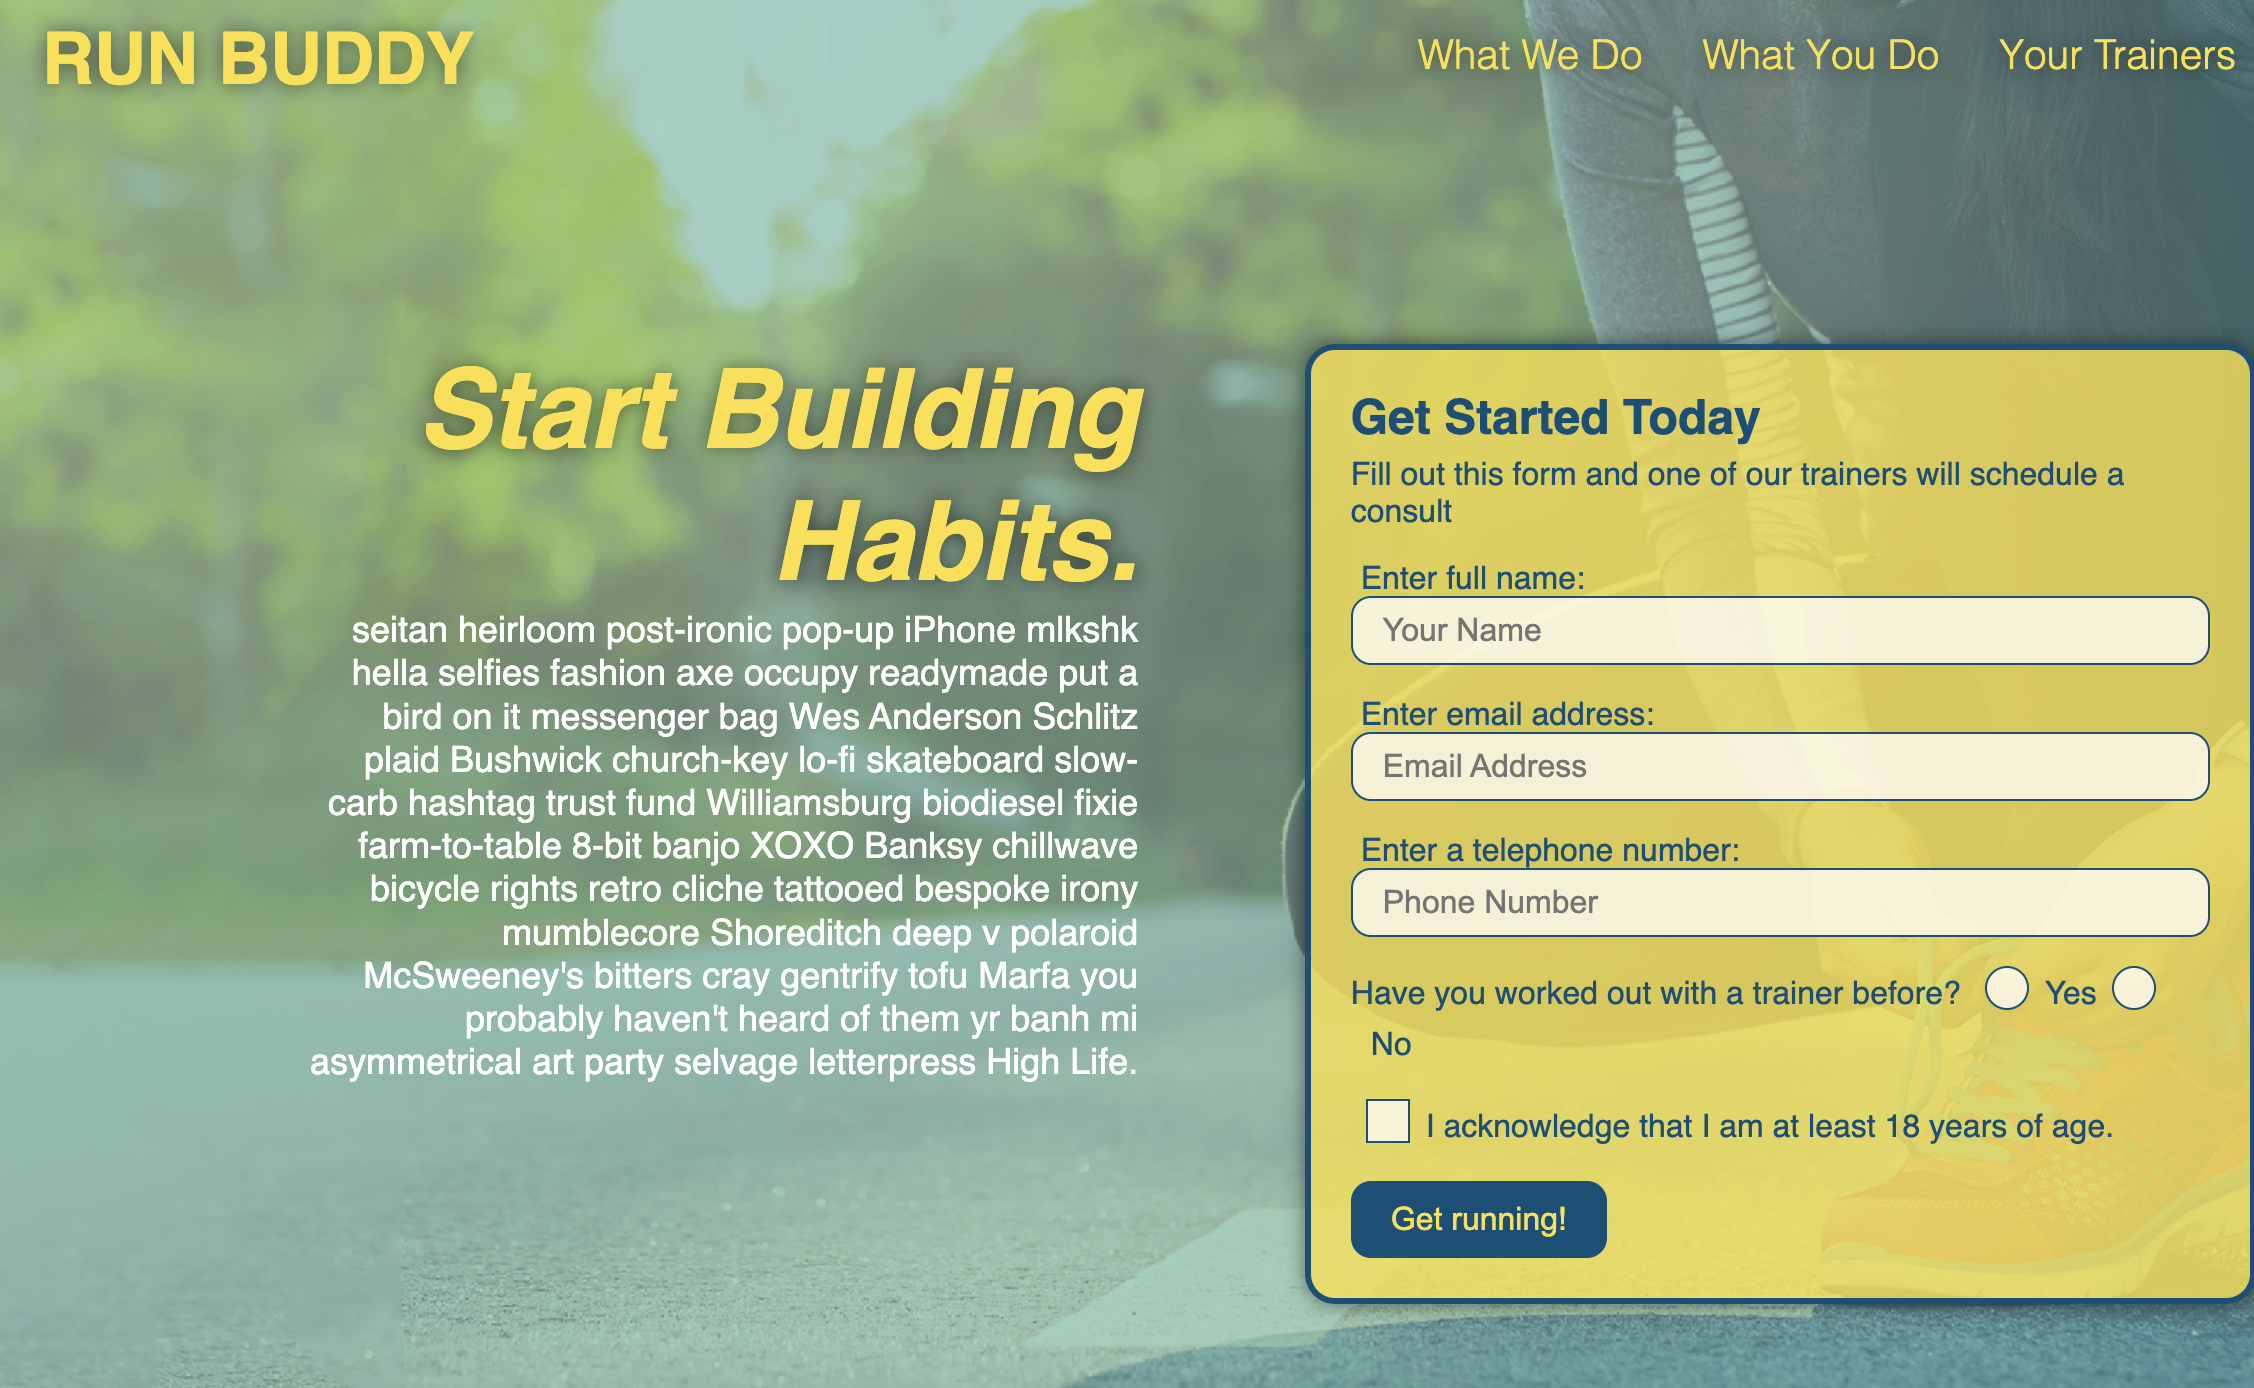 RUN BUDDY
What We Do What You Do Your Trainers
Start Building
Habits.
seitan heirloom post-ironic pop-up iPhone mlkshk
hella selfies fashion axe occupy readymade put a
bird on it messenger bag Wes Anderson Schlitz
plaid Bushwick church-key lo-fi skateboard slow-
carb hashtag trust fund Williamsburg biodiesel fixie
farm-to-table 8-bit banjo XOXO Banksy chillwave
bicycle rights retro cliche tattooed bespoke irony
mumblecore Shoreditch deep v polaroid
McSweeney's bitters cray gentrify tofu Marfa you
probably haven't heard of them yr banh mi
asymmetrical art party selvage letterpress High Life.
Get Started Today
Fill out this form and one of our trainers will schedule a
consult
Enter full name:
Your Name
Enter email address:
Email Address
Enter a telephone number:
Phone Number
Have you worked out with a trainer before? Yes
No
I acknowledge that I am at least 18 years of age.
Get running!